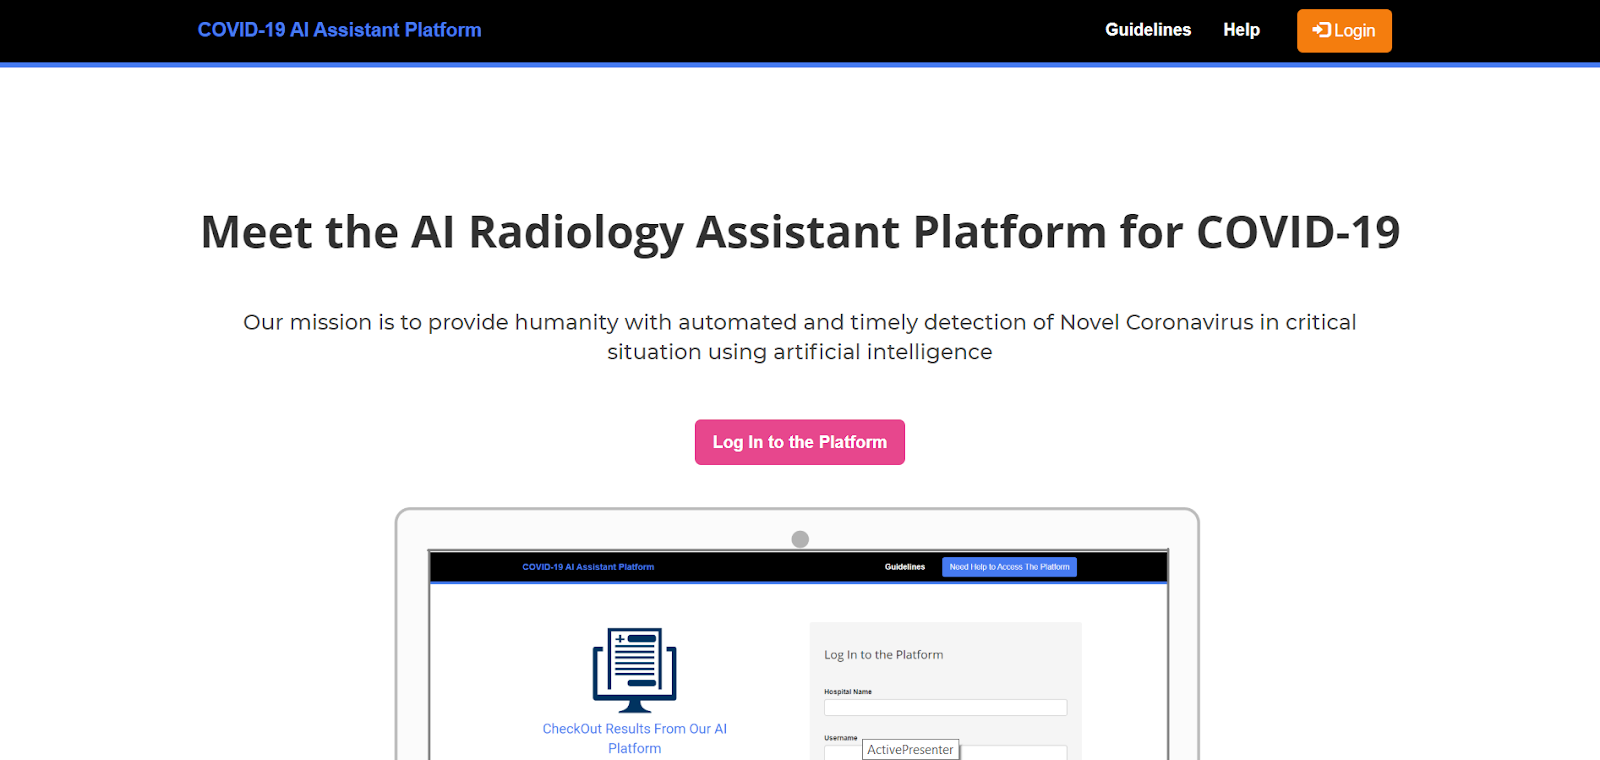 COVID-19 AI Assistant Platform
Guidelines
Help
Login
Meet the AI Radiology Assistant Platform for COVID-19
Our mission is to provide humanity with automated and timely detection of Novel Coronavirus in critical
situation using artificial intelligence
Log In to the Platform
COVID-19 AI Assistant Platform
Guidelines
Need Help to Access The Platform
CheckOut Results From Our AI
Platform
Log In to the Platform
Hospital Name
Username
ActivePresenter